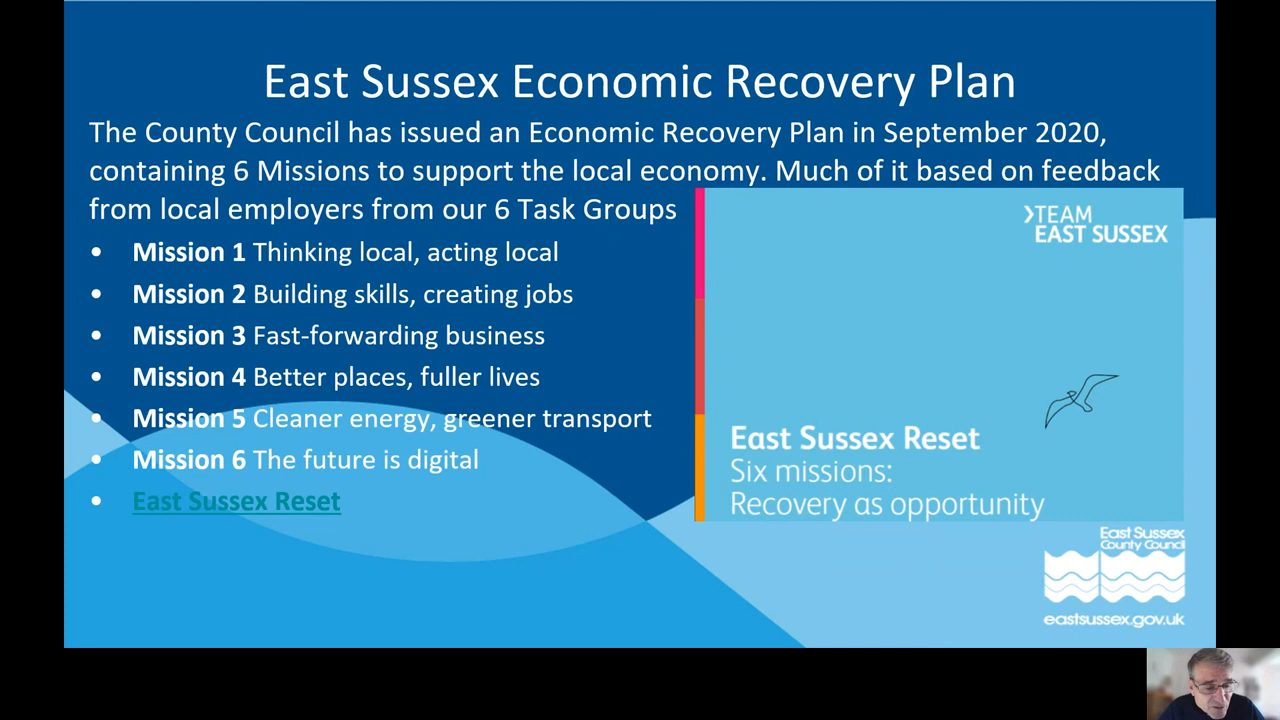 East Sussex Economic Recovery Plan
The County Council has issued an Economic Recovery Plan in September 2020,
containing 6 Missions to support the local economy. Much of it based on feedback
from local employers from our 6 Task Groups
• Mission 1 Thinking local, acting local
• Mission 2 Building skills, creating jobs
• Mission 3 Fast-forwarding business
• Mission 4 Better places, fuller lives
• Mission 5 Cleaner energy, greener transport
• Mission 6 The future is digital
• East Sussex Reset
TEAM
EAST SUSSEX
East Sussex Reset
Six missions:
Recovery as opportunity
East Sussex
County Council
eastsussex.gov.uk